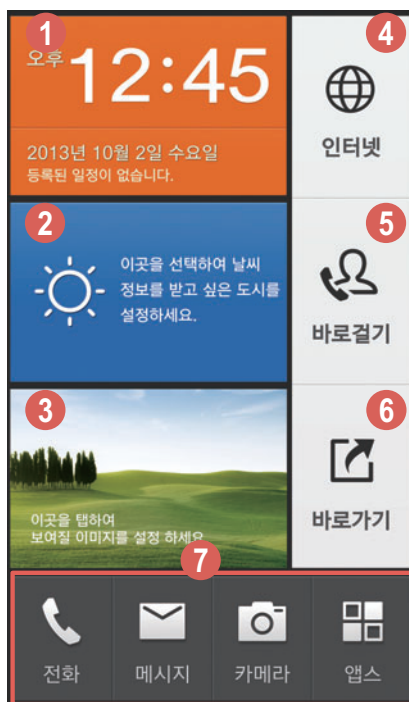 1
오후 12:45
2013년 10월 2일 수요일
등록된 일정이 없습니다.
4
인터넷
2
이곳을 선택하여 날씨
정보를 받고 싶은 도시를
설정하세요.
5
바로걸기
3
이곳을 탭하여
보여질 이미지를 설정 하세요
6
바로가기
7
전화
메시지
카메라
앱스